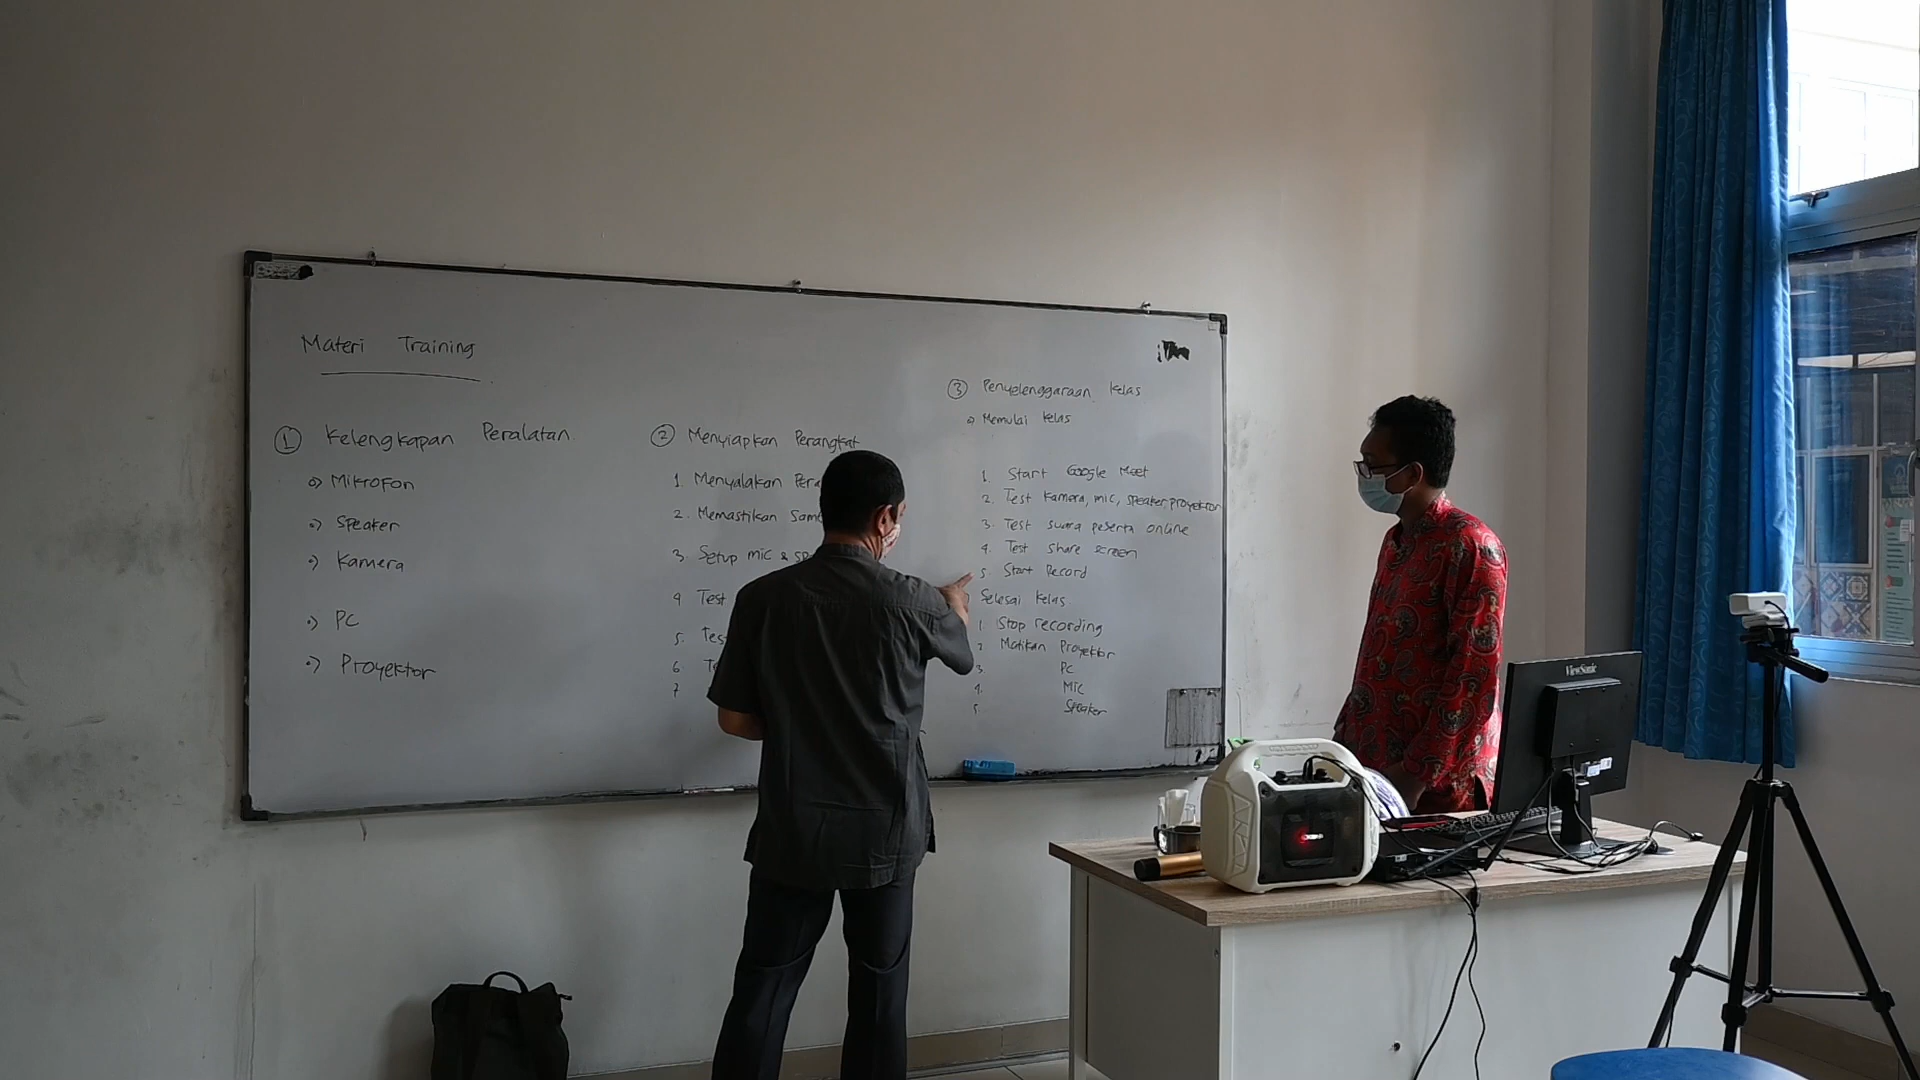 Materi Training
① Kelengkapan Peralatan
•) Mikrofon
•) Speaker
•) Kamera
•) PC
•) Proyektor
② Menyiapkan Perangkat
1. Menyalakan
2. Memastikan
3. Setup mic &
4 Test
5.
6
7
③ Penyelenggaraan Kelas
•) Memulai Kelas
1. Start Google Meet
2. Test Kamera, mic, speaker, proyektor
3. Test suara peserta online
4. Test share screen
5. Start Record
Selesai Kelas
1 Stop recording
2 Matikan Proyektor
3. PC
4. Mic
5. Speaker
ViewSonic